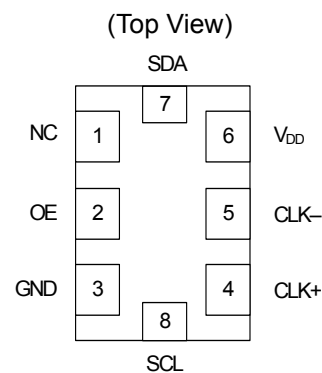 (Top View)
SDA
7
NC 1 6 VDD
OE 2 5 CLK–
GND 3 4 CLK+
8
SCL